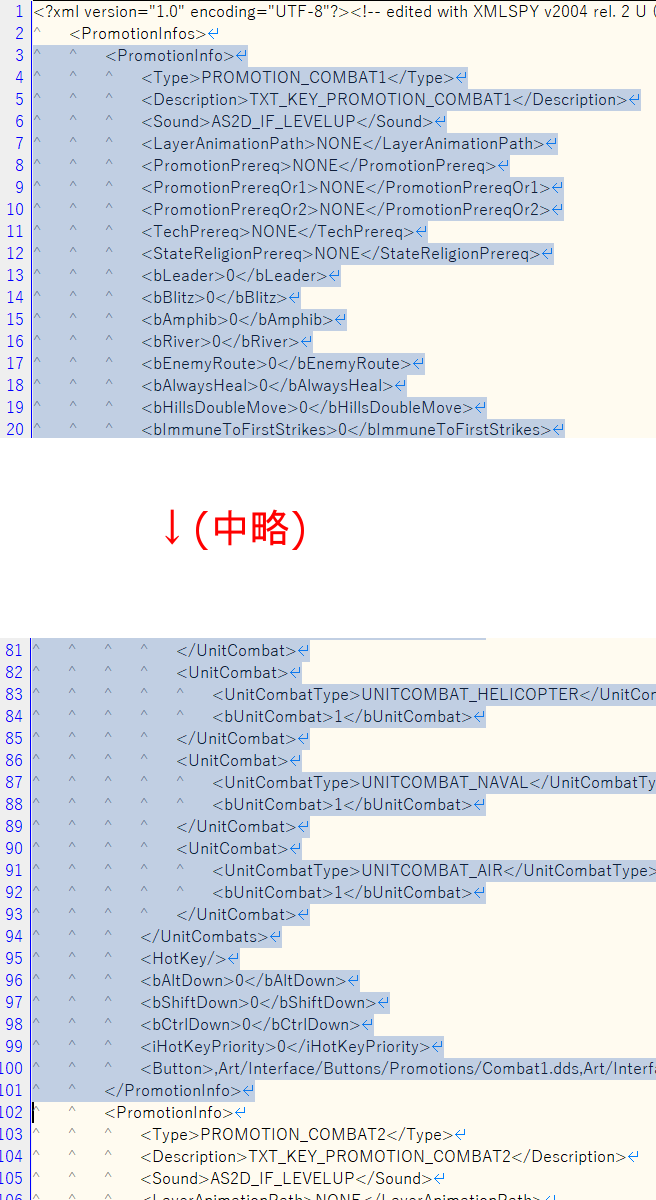 1 <?xml version="1.0" encoding="UTF-8"?><!-- edited with XMLSPY v2004 rel. 2 U (
2 <PromotionInfos>
3 <PromotionInfo>
4 <Type>PROMOTION_COMBAT1</Type>
5 <Description>TXT_KEY_PROMOTION_COMBAT1</Description>
6 <Sound>AS2D_IF_LEVELUP</Sound>
7 <LayerAnimationPath>NONE</LayerAnimationPath>
8 <PromotionPrereq>NONE</PromotionPrereq>
9 <PromotionPrereqOr1>NONE</PromotionPrereqOr1>
10 <PromotionPrereqOr2>NONE</PromotionPrereqOr2>
11 <TechPrereq>NONE</TechPrereq>
12 <StateReligionPrereq>NONE</StateReligionPrereq>
13 <bLeader>0</bLeader>
14 <bBlitz>0</bBlitz>
15 <bAmphib>0</bAmphib>
16 <bRiver>0</bRiver>
17 <bEnemyRoute>0</bEnemyRoute>
18 <bAlwaysHeal>0</bAlwaysHeal>
19 <bHillsDoubleMove>0</bHillsDoubleMove>
20 <bImmuneToFirstStrikes>0</bImmuneToFirstStrikes>
↓(中略)
81 </UnitCombat>
82 <UnitCombat>
83 <UnitCombatType>UNITCOMBAT_HELICOPTER</UnitCom
84 <bUnitCombat>1</bUnitCombat>
85 </UnitCombat>
86 <UnitCombat>
87 <UnitCombatType>UNITCOMBAT_NAVAL</UnitCombatTy
88 <bUnitCombat>1</bUnitCombat>
89 </UnitCombat>
90 <UnitCombat>
91 <UnitCombatType>UNITCOMBAT_AIR</UnitCombatType>
92 <bUnitCombat>1</bUnitCombat>
93 </UnitCombat>
94 </UnitCombats>
95 <HotKey/>
96 <bAltDown>0</bAltDown>
97 <bShiftDown>0</bShiftDown>
98 <bCtrlDown>0</bCtrlDown>
99 <iHotKeyPriority>0</iHotKeyPriority>
100 <Button>,Art/Interface/Buttons/Promotions/Combat1.dds,Art/Interf
101 </PromotionInfo>
102 <PromotionInfo>
103 <Type>PROMOTION_COMBAT2</Type>
104 <Description>TXT_KEY_PROMOTION_COMBAT2</Description>
105 <Sound>AS2D_IF_LEVELUP</Sound>
106 <LayerAnimationPath>NONE</LayerAnimationPath>